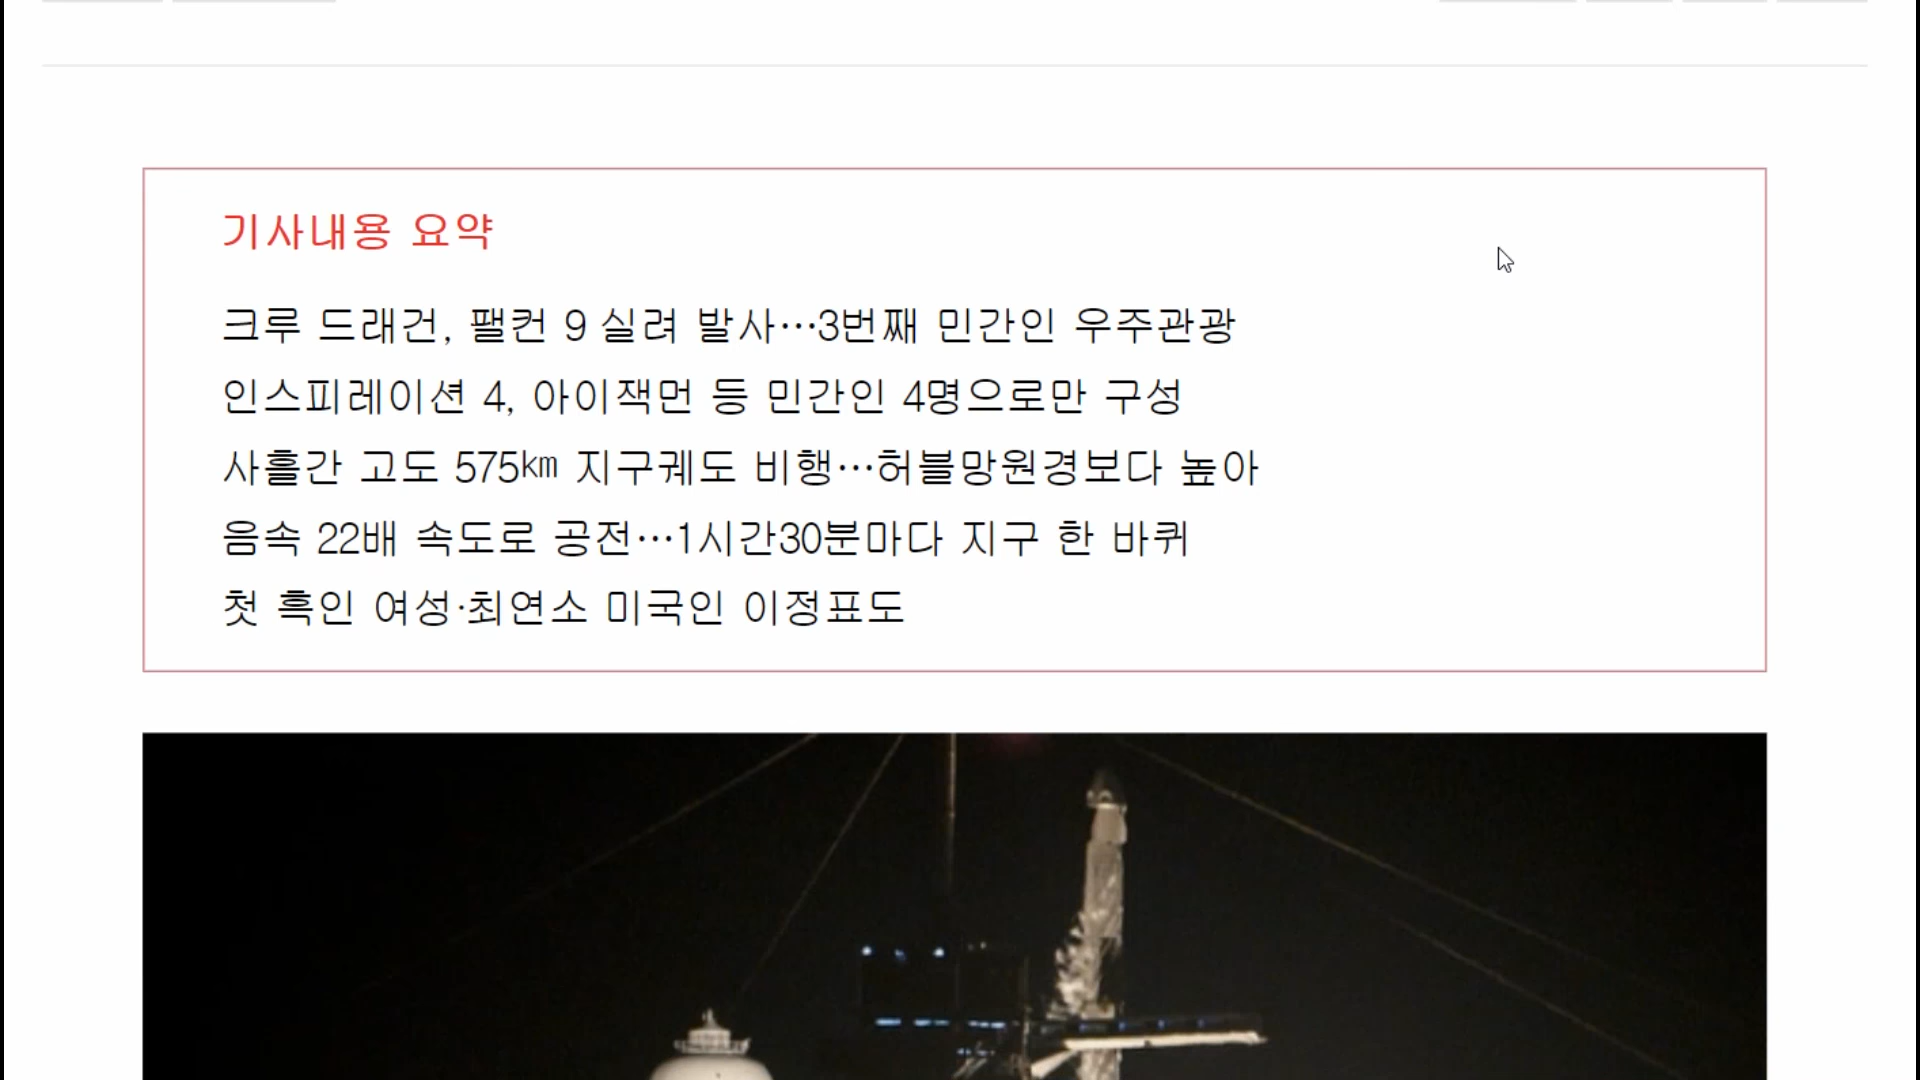 기사내용 요약
크루 드래건, 팰컨 9 실려 발사…3번째 민간인 우주관광
인스피레이션 4, 아이잭먼 등 민간인 4명으로만 구성
사흘간 고도 575㎞ 지구궤도 비행…허블망원경보다 높아
음속 22배 속도로 공전…1시간30분마다 지구 한 바퀴
첫 흑인 여성·최연소 미국인 이정표도